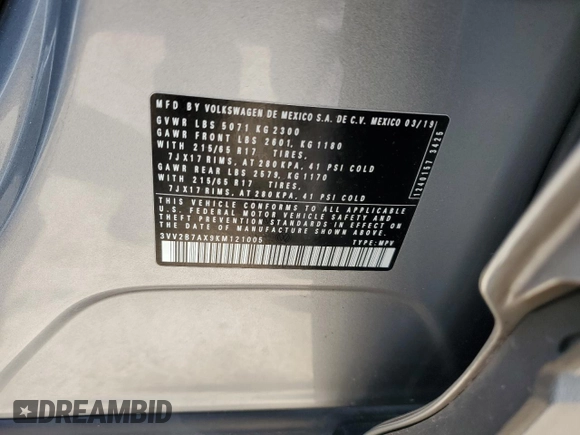 MFD BY VOLKSWAGEN DE MEXICO S.A. DE C.V. MEXICO 03/19
GVWR LBS 5071 KG 2300
GAWR FRONT LBS 2601, KG 1180
WITH 215/65 R17 TIRES,
7JX17 RIMS, AT 280 KPA, 41 PSI COLD
GAWR REAR LBS 2579, KG 1170
WITH 215/65 R17 TIRES,
7JX17 RIMS, AT 280 KPA, 41 PSI COLD
THIS VEHICLE CONFORMS TO ALL APPLICABLE
U.S. FEDERAL MOTOR VEHICLE SAFETY AND
THEFT PREVENTION STANDARDS IN EFFECT ON
THE DATE OF MANUFACTURE SHOWN ABOVE.
3VV2B7AX9KM121005 TYPE: MPV
1248157 3425
DREAMBID